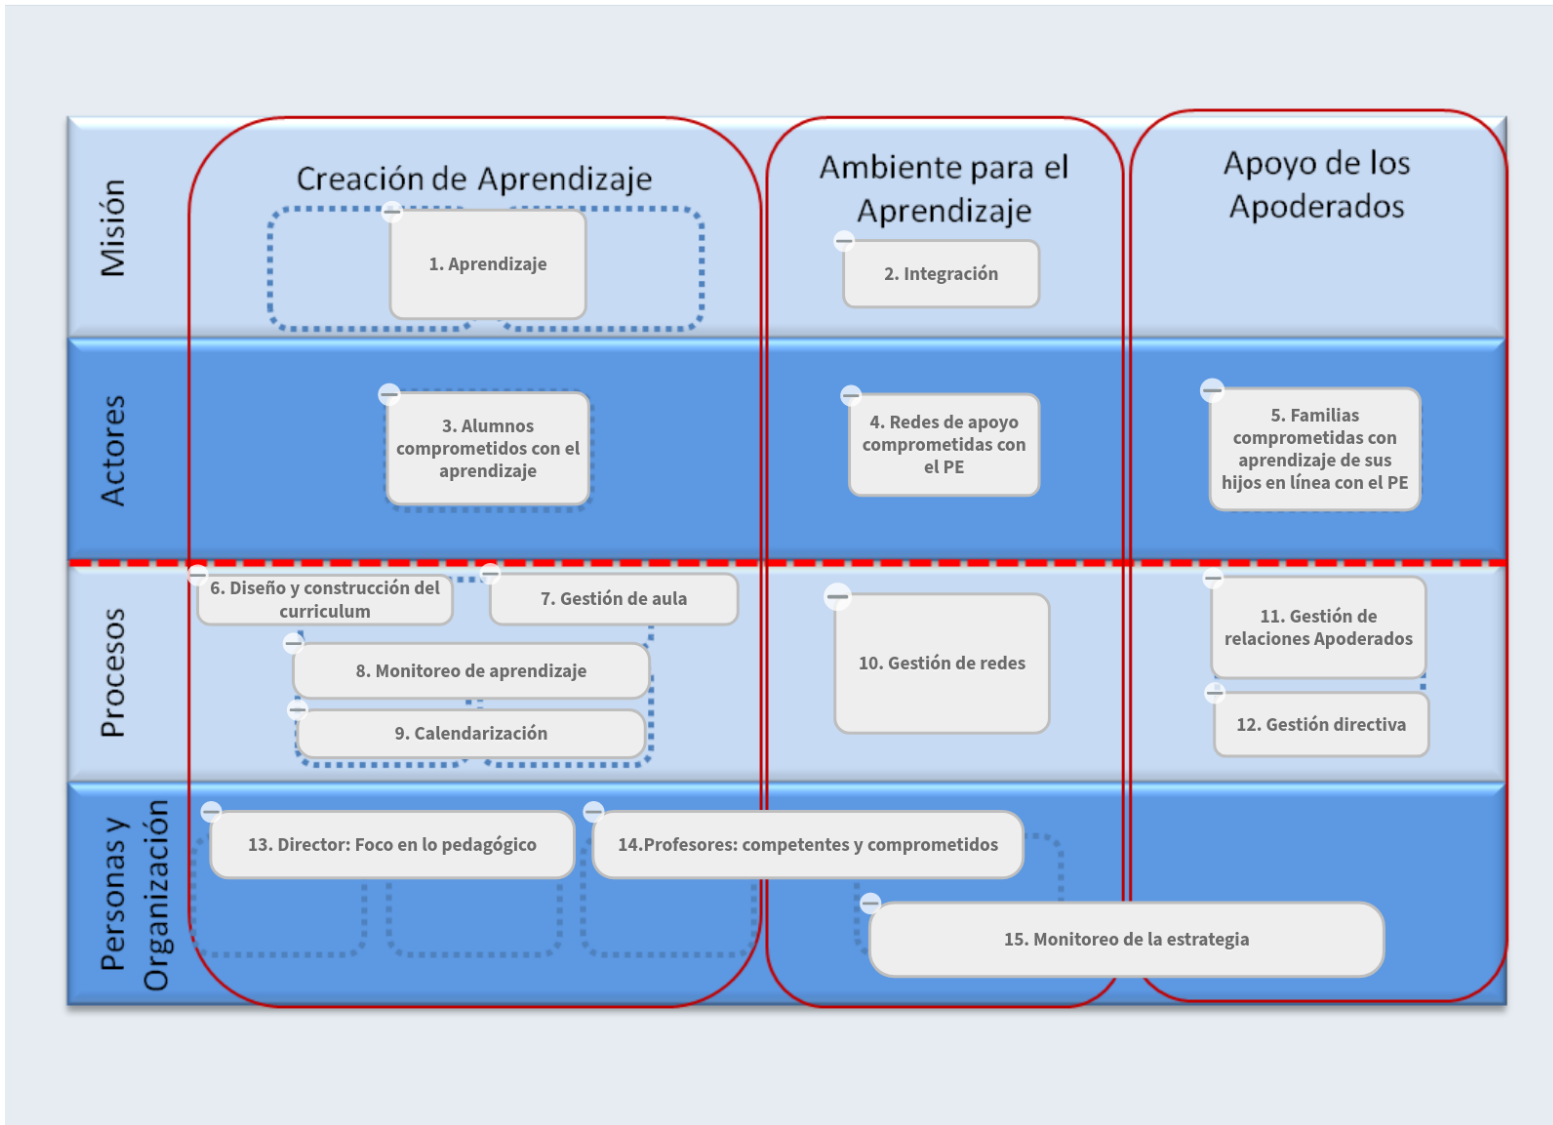 Misión
Creación de Aprendizaje
Ambiente para el
Aprendizaje
Apoyo de los
Apoderados
1. Aprendizaje
2. Integración
Actores
3. Alumnos
comprometidos con el
aprendizaje
4. Redes de apoyo
comprometidas con
el PE
5. Familias
comprometidas con
aprendizaje de sus
hijos en línea con el PE
Procesos
6. Diseño y construcción del
curriculum
7. Gestión de aula
8. Monitoreo de aprendizaje
9. Calendarización
10. Gestión de redes
11. Gestión de
relaciones Apoderados
12. Gestión directiva
Personas y
Organización
13. Director: Foco en lo pedagógico
14.Profesores: competentes y comprometidos
15. Monitoreo de la estrategia